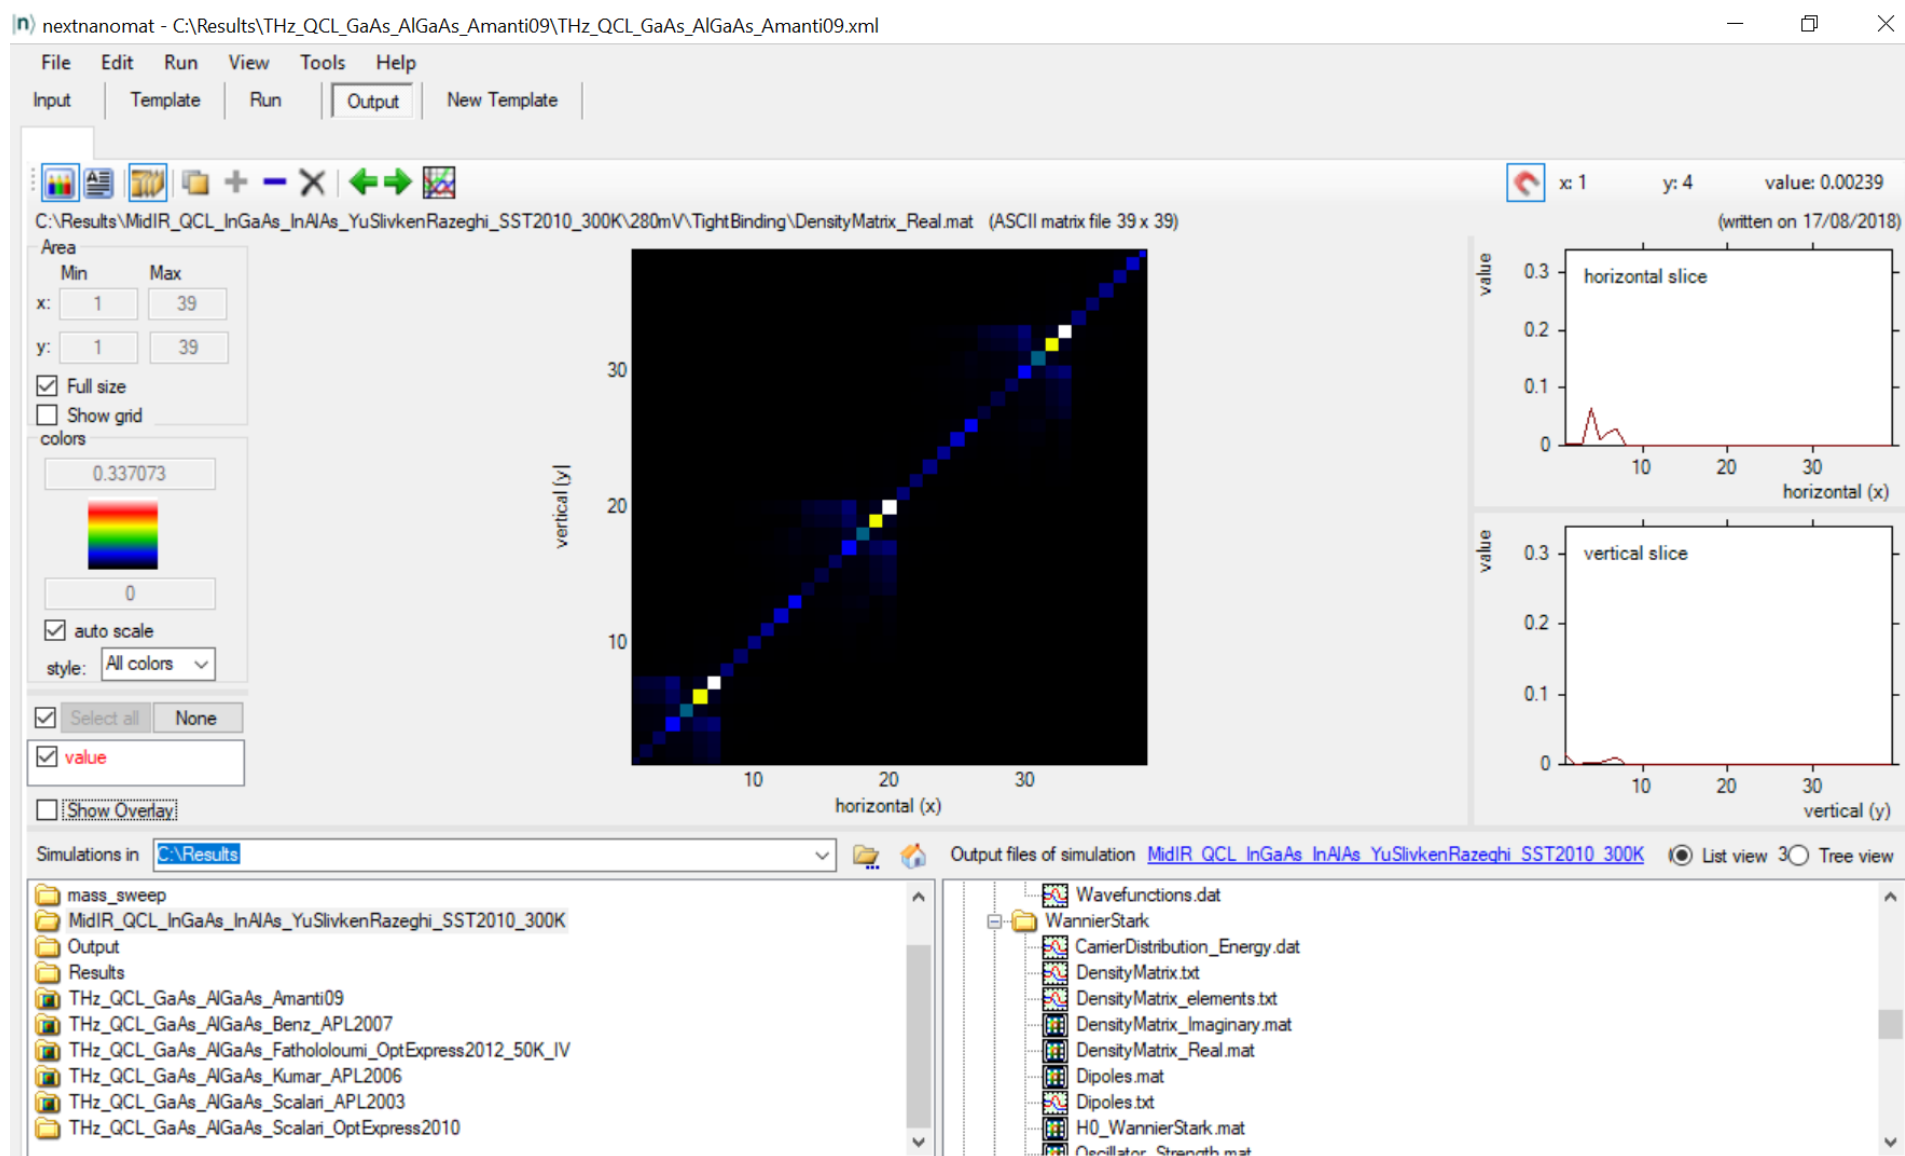 nextnanomat - C:\Results\THz_QCL_GaAs_AlGaAs_Amanti09\THz_QCL_GaAs_AlGaAs_Amanti09.xml
File Edit Run View Tools Help
Input Template Run Output New Template
x: 1 y: 4 value: 0.00239
C:\Results\MidIR_QCL_InGaAs_InAlAs_YuSlivkenRazeghi_SST2010_300K\280mV\TightBinding\DensityMatrix_Real.mat (ASCII matrix file 39 x 39) (written on 17/08/2018)
Area
Min Max
x: 1 39
y: 1 39
Full size
Show grid
colors
0.337073
0
auto scale
style: All colors
Select all None
value
Show Overlay
vertical (y)
30
20
10
10 20 30
horizontal (x)
value
0.3
0.2
0.1
0
horizontal slice
10 20 30
horizontal (x)
value
0.3
0.2
0.1
0
vertical slice
10 20 30
vertical (y)
Simulations in C:\Results
Output files of simulation MidIR_QCL_InGaAs_InAlAs_YuSlivkenRazeghi_SST2010_300K List view Tree view
mass_sweep
MidIR_QCL_InGaAs_InAlAs_YuSlivkenRazeghi_SST2010_300K
Output
Results
THz_QCL_GaAs_AlGaAs_Amanti09
THz_QCL_GaAs_AlGaAs_Benz_APL2007
THz_QCL_GaAs_AlGaAs_Fathololoumi_OptExpress2012_50K_IV
THz_QCL_GaAs_AlGaAs_Kumar_APL2006
THz_QCL_GaAs_AlGaAs_Scalari_APL2003
THz_QCL_GaAs_AlGaAs_Scalari_OptExpress2010
Wavefunctions.dat
WannierStark
CarrierDistribution_Energy.dat
DensityMatrix.txt
DensityMatrix_elements.txt
DensityMatrix_Imaginary.mat
DensityMatrix_Real.mat
Dipoles.mat
Dipoles.txt
H0_WannierStark.mat
Oscillator_Strength.mat